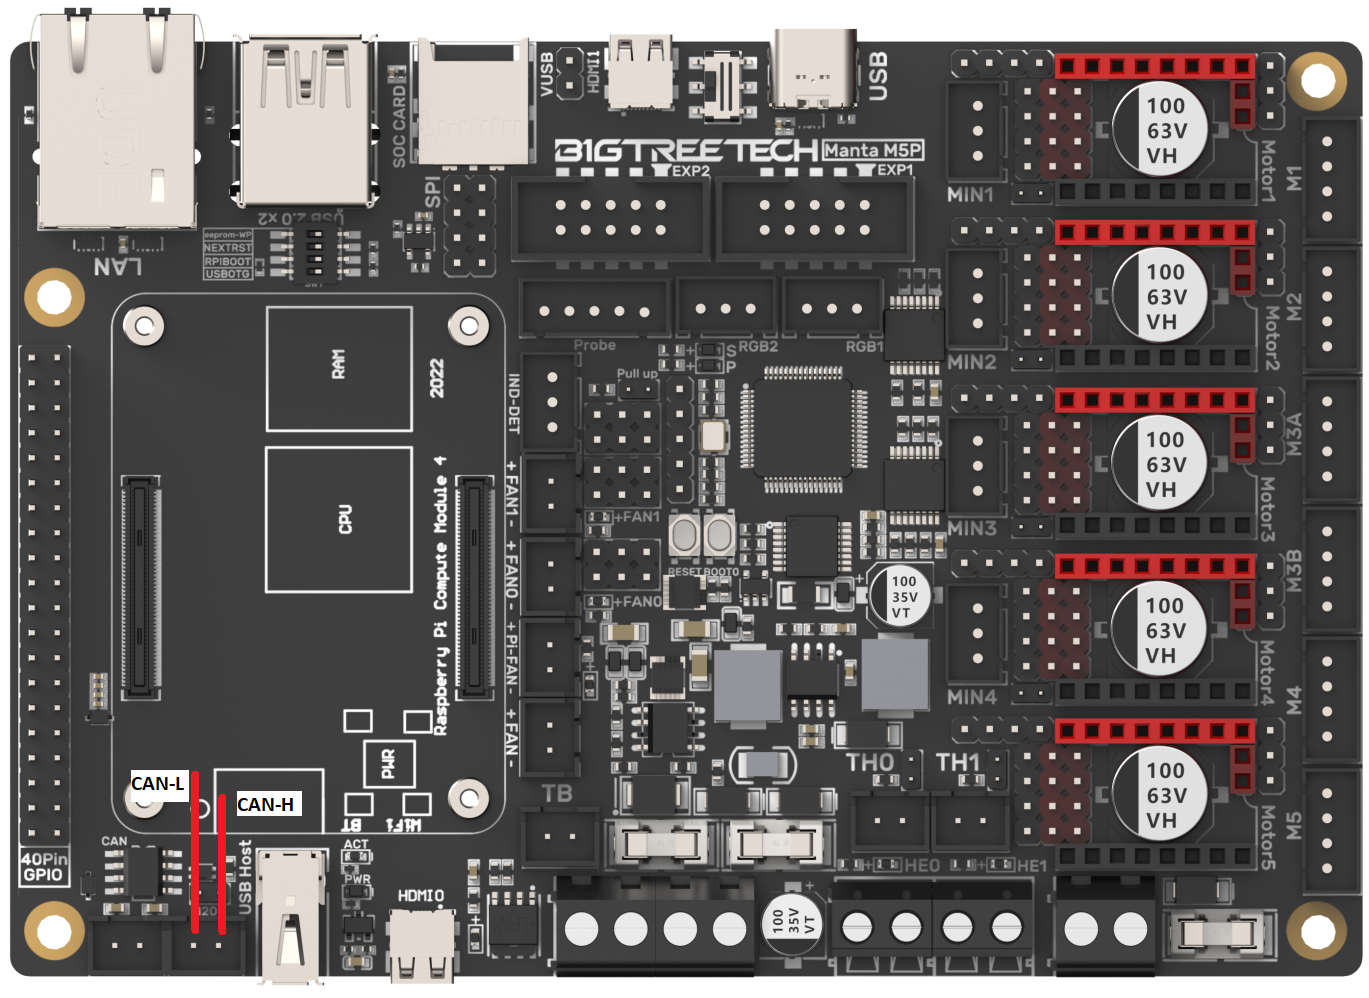 VUSB
HDMI1
USB
SOC CARD
BIGTREETECH
Manta M5P
EXP2
EXP1
SPI
USB 2.0 x2
eeprom-WP
NEXTRST
RPIBOOT
USBOTG
LAN
RAM
2022
CPU
Raspberry Pi Compute Module 4
PWR
BT
WiFi
CAN-L
CAN-H
CAN
40Pin
GPIO
USB Host
ACT
PWR
HDMI0
Probe
RGB2
RGB1
S
P
Pull up
IND-DET
+ FAN1 -
+FAN1
+ FAN0 -
+FAN0
+ Pi-FAN -
+ FAN -
TB
RESET
BOOT0
100
35V
VT
TH0
TH1
HE0
HE1
100
35V
VT
MIN1
100
63V
VH
Motor1
M1
MIN2
100
63V
VH
Motor2
M2
MIN3
100
63V
VH
Motor3
M3A
MIN4
100
63V
VH
Motor4
M3B
M4
100
63V
VH
Motor5
M5